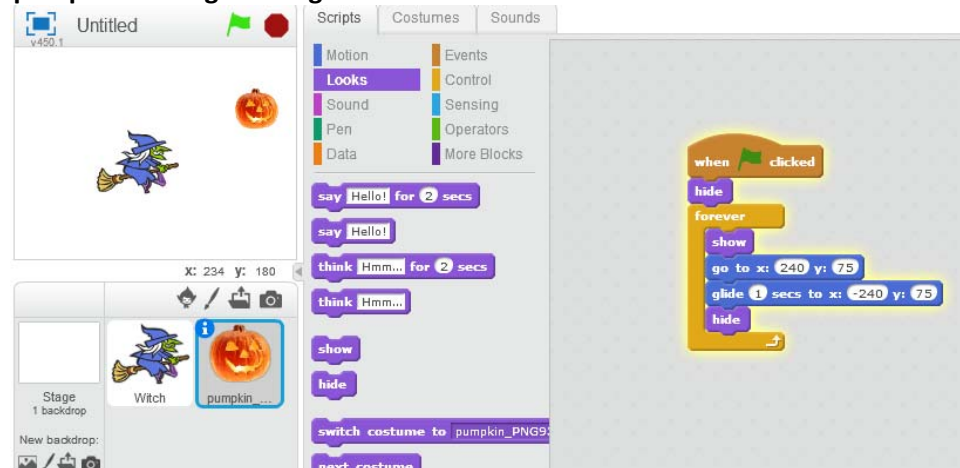 Untitled
v450.1
Scripts Costumes Sounds
Motion Events
Looks Control
Sound Sensing
Pen Operators
Data More Blocks
say Hello! for 2 secs
say Hello!
think Hmm... for 2 secs
think Hmm...
show
hide
switch costume to pumpkin_PNG9
next costume
when clicked
hide
forever
show
go to x: 240 y: 75
glide 1 secs to x: -240 y: 75
hide
X: 234 y: 180
Stage
1 backdrop
Witch
pumpkin_...
New backdrop: